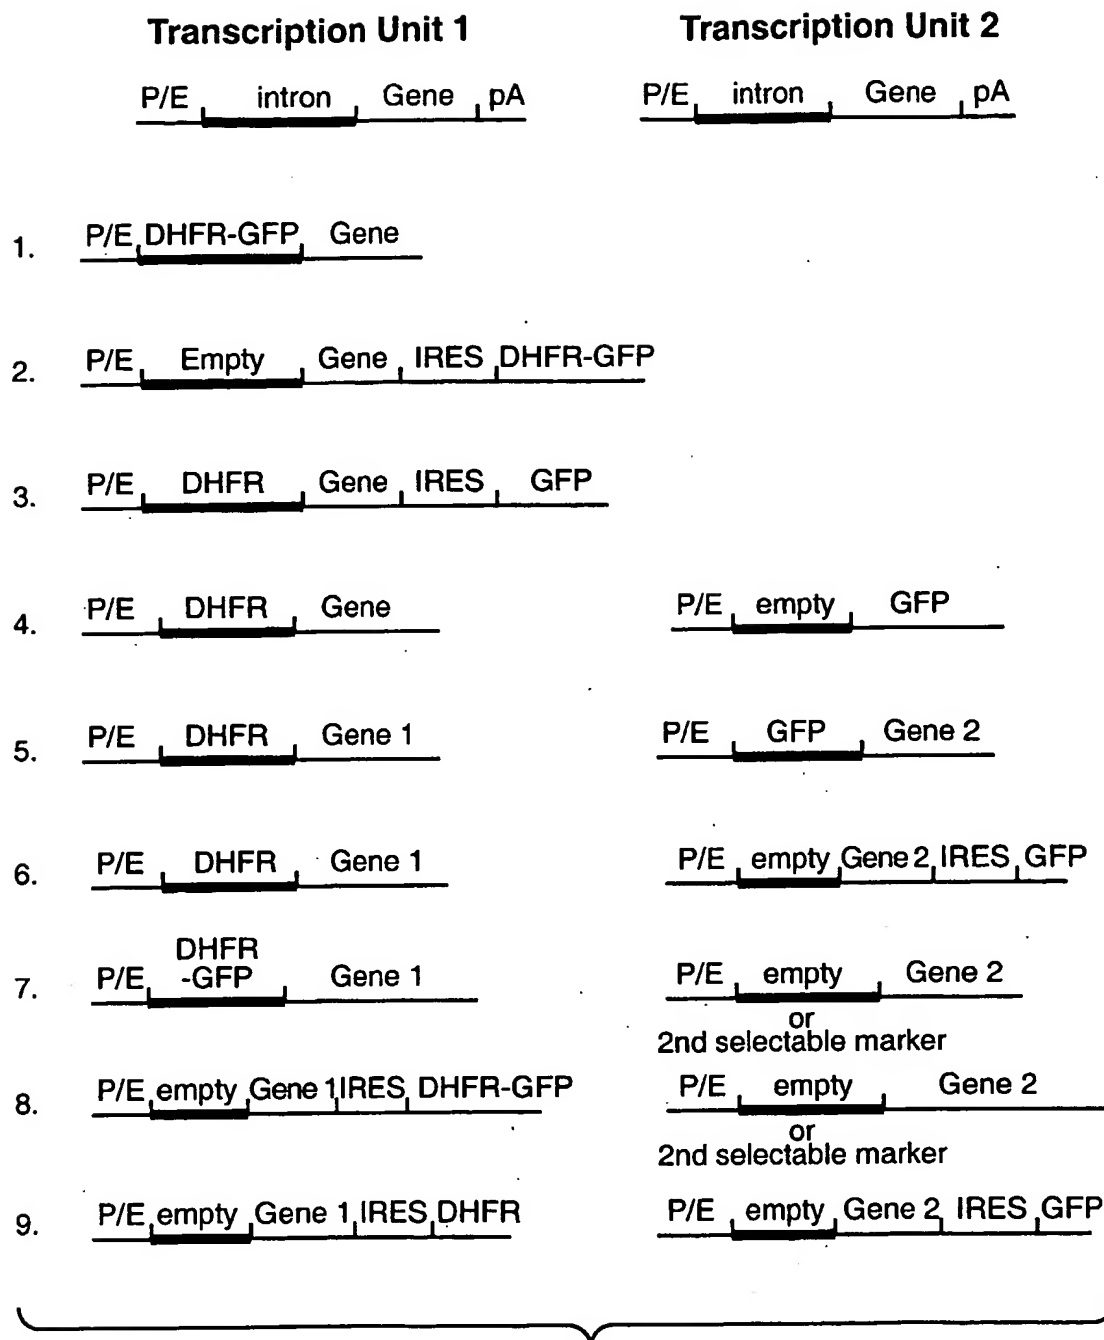 Transcription Unit 1 Transcription Unit 2
P/E intron Gene pA P/E intron Gene pA
1. P/E DHFR-GFP Gene
2. P/E Empty Gene IRES DHFR-GFP
3. P/E DHFR Gene IRES GFP
4. P/E DHFR Gene P/E empty GFP
5. P/E DHFR Gene 1 P/E GFP Gene 2
6. P/E DHFR Gene 1 P/E empty Gene 2 IRES GFP
DHFR
7. P/E -GFP Gene 1 P/E empty Gene 2
or
2nd selectable marker
8. P/E empty Gene 1 IRES DHFR-GFP P/E empty Gene 2
or
2nd selectable marker
9. P/E empty Gene 1 IRES DHFR P/E empty Gene 2 IRES GFP